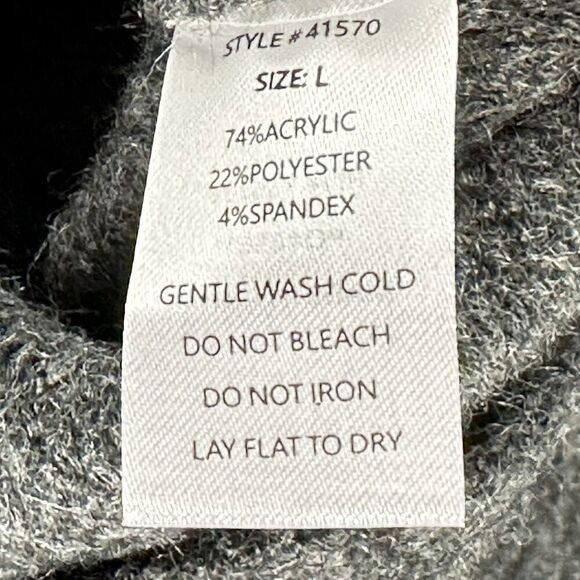 STYLE #41570
SIZE: L
74%ACRYLIC
22%POLYESTER
4%SPANDEX
GENTLE WASH COLD
DO NOT BLEACH
DO NOT IRON
LAY FLAT TO DRY